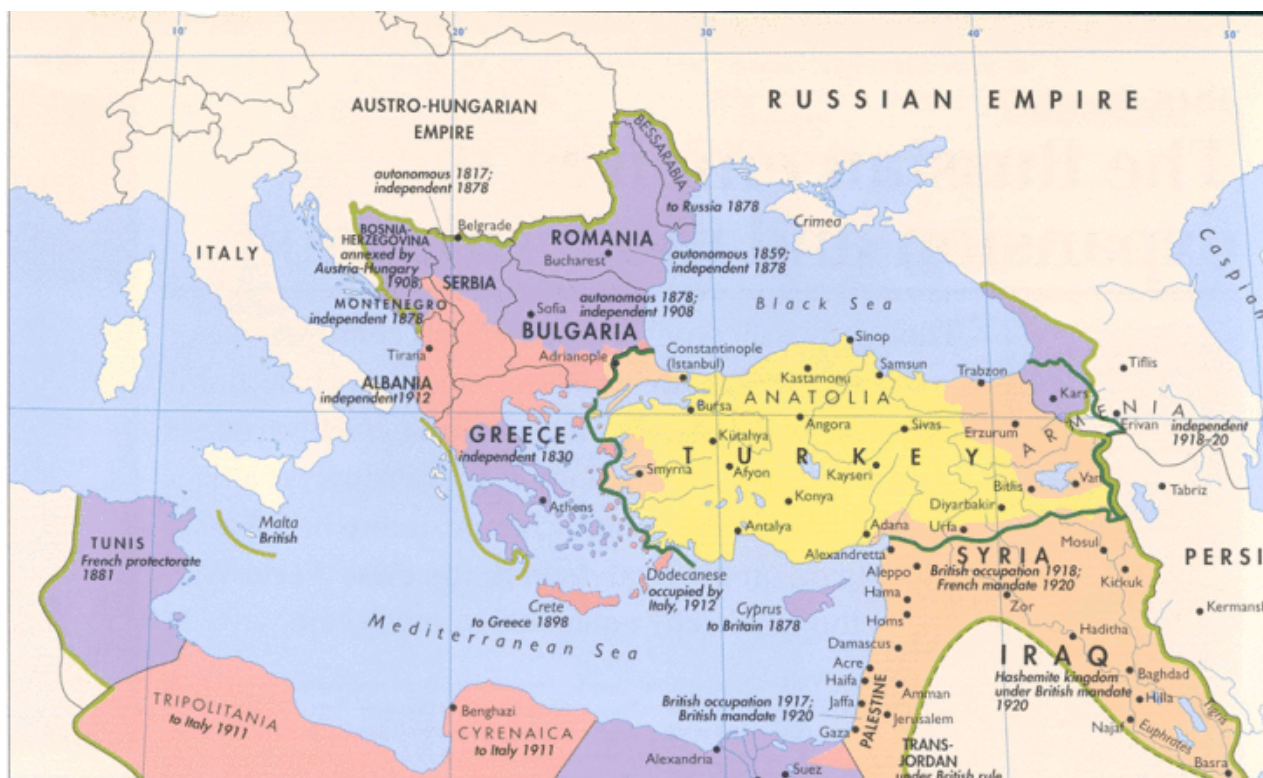 10°
20°
30°
40°
50°
AUSTRO-HUNGARIAN
EMPIRE
RUSSIAN EMPIRE
BESSARABIA
to Russia 1878
autonomous 1817;
independent 1878
Crimea
Caspian
ITALY
BOSNIA-
HERZEGOVINA
annexed by
Austria-Hungary
1908
Belgrade
ROMANIA
Bucharest
autonomous 1859;
independent 1878
SERBIA
MONTENEGRO
independent 1878
Sofia
autonomous 1878;
independent 1908
BULGARIA
Black Sea
Tirana
Adrianople
Constantinople
(Istanbul)
Sinop
Kastamonu
Samsun
Trabzon
Tiflis
ALBANIA
independent1912
ANATOLIA
Kars
ARMENIA
independent
1918–20
Erivan
Bursa
Angora
Sivas
Erzurum
GREECE
independent 1830
Kütahya
TURKEY
Smyrna
Afyon
Kayseri
Bitlis
Van
Tabriz
Athens
Konya
Diyarbakir
Malta
British
Antalya
Adana
Urfa
TUNIS
French protectorate
1881
Alexandretta
SYRIA
British occupation 1918;
French mandate 1920
Mosul
PERSI
Aleppo
Kickuk
Dodecanese
occupied by
Italy, 1912
Crete
to Greece 1898
Cyprus
to Britain 1878
Hama
Zor
Homs
Kermansh
Mediterranean Sea
Damascus
Haditha
IRAQ
Hashemite kingdom
under British mandate
1920
Acre
Haifa
Baghdad
British occupation 1917;
British mandate 1920
Jaffa
Amman
Hilla
TRIPOLITANIA
to Italy 1911
Benghazi
CYRENAICA
to Italy 1911
PALESTINE
Jerusalem
Najaf
Euphrates
Tigris
Gaza
Alexandria
Suez
TRANS-
JORDAN
under British rule
Basra